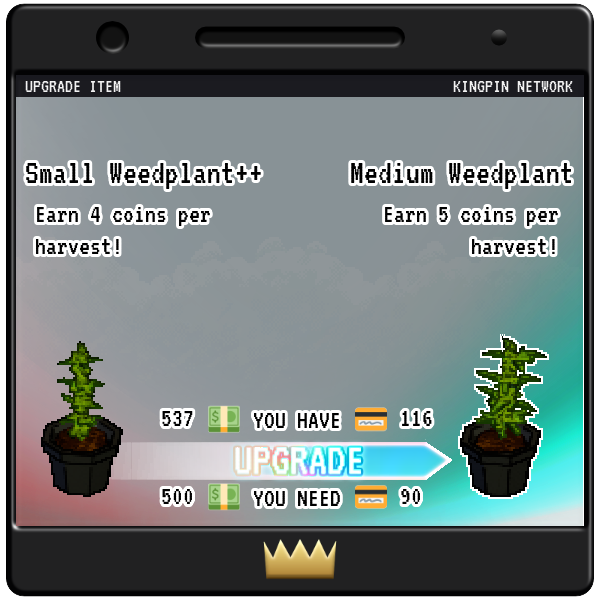 UPGRADE ITEM KINGPIN NETWORK
Small Weedplant++
Earn 4 coins per
harvest!
Medium Weedplant
Earn 5 coins per
harvest!
537 YOU HAVE 116
UPGRADE
500 YOU NEED 90